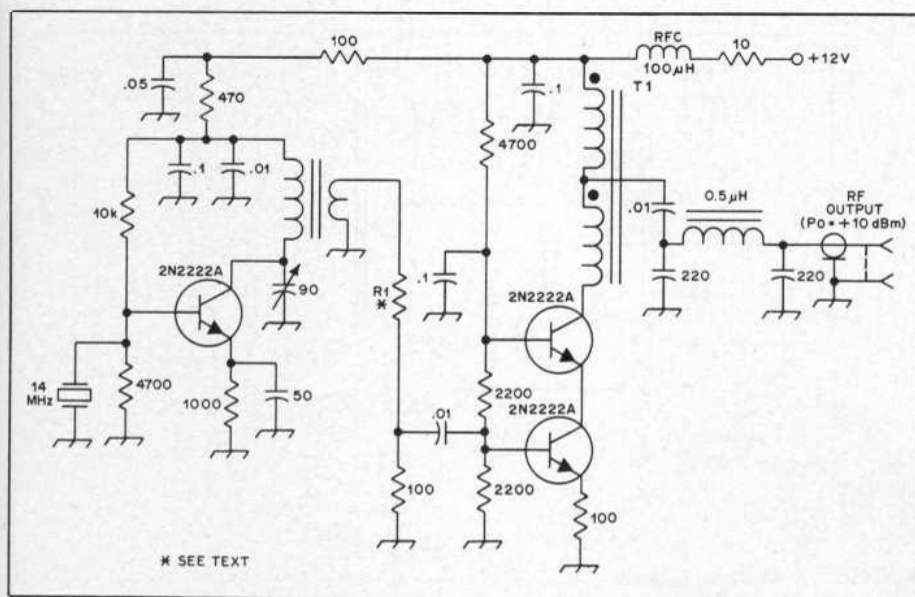 100
RFC
100μH
10
+12V
.05
470
.1
T1
4700
.1
.01
10k
0.5μH
.01
RF
OUTPUT
(Po = +10 dBm)
2N2222A
90
R1
*
.1
220
220
2N2222A
14
MHz
4700
1000
50
2200
2N2222A
.01
100
2200
100
* SEE TEXT